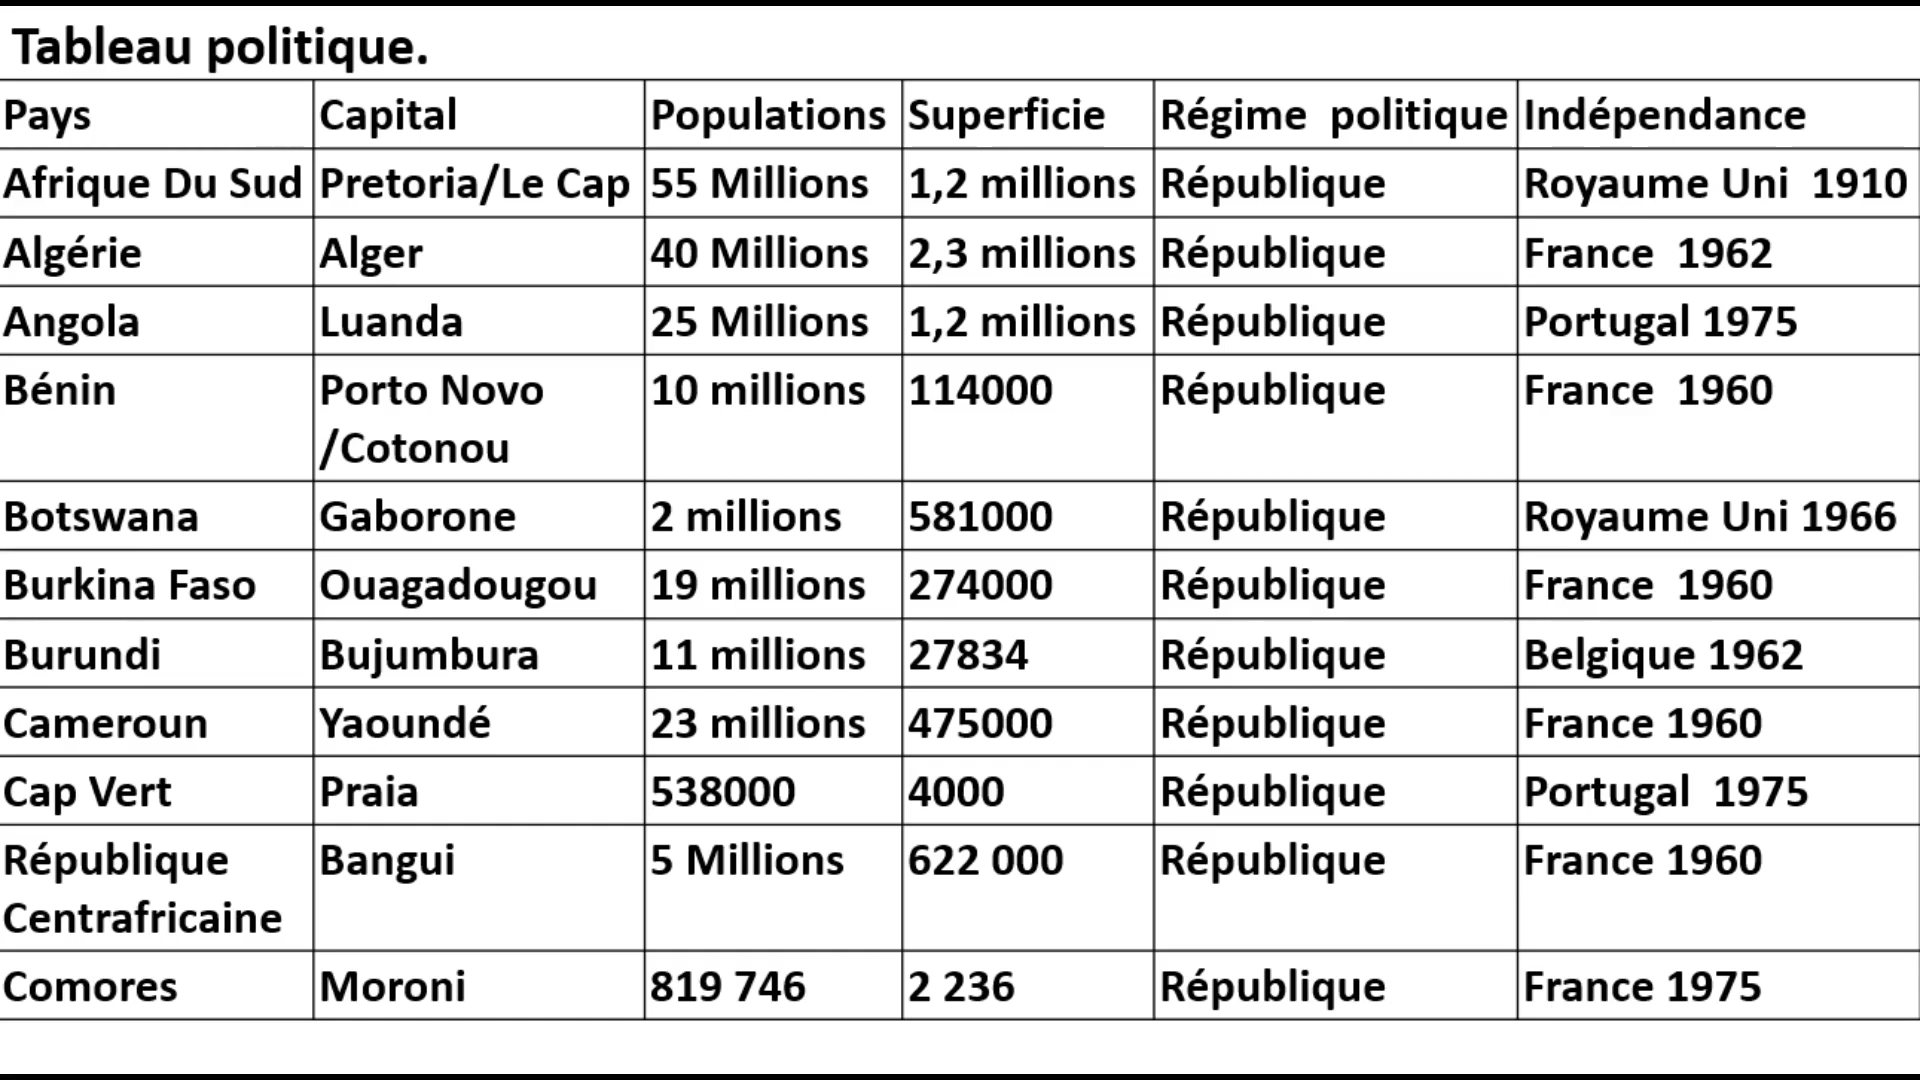 Tableau politique.
Pays Capital Populations Superficie Régime politique Indépendance
Afrique Du Sud Pretoria/Le Cap 55 Millions 1,2 millions République Royaume Uni 1910
Algérie Alger 40 Millions 2,3 millions République France 1962
Angola Luanda 25 Millions 1,2 millions République Portugal 1975
Bénin Porto Novo 10 millions 114000 République France 1960
/Cotonou
Botswana Gaborone 2 millions 581000 République Royaume Uni 1966
Burkina Faso Ouagadougou 19 millions 274000 République France 1960
Burundi Bujumbura 11 millions 27834 République Belgique 1962
Cameroun Yaoundé 23 millions 475000 République France 1960
Cap Vert Praia 538000 4000 République Portugal 1975
République Bangui 5 Millions 622 000 République France 1960
Centrafricaine
Comores Moroni 819 746 2 236 République France 1975